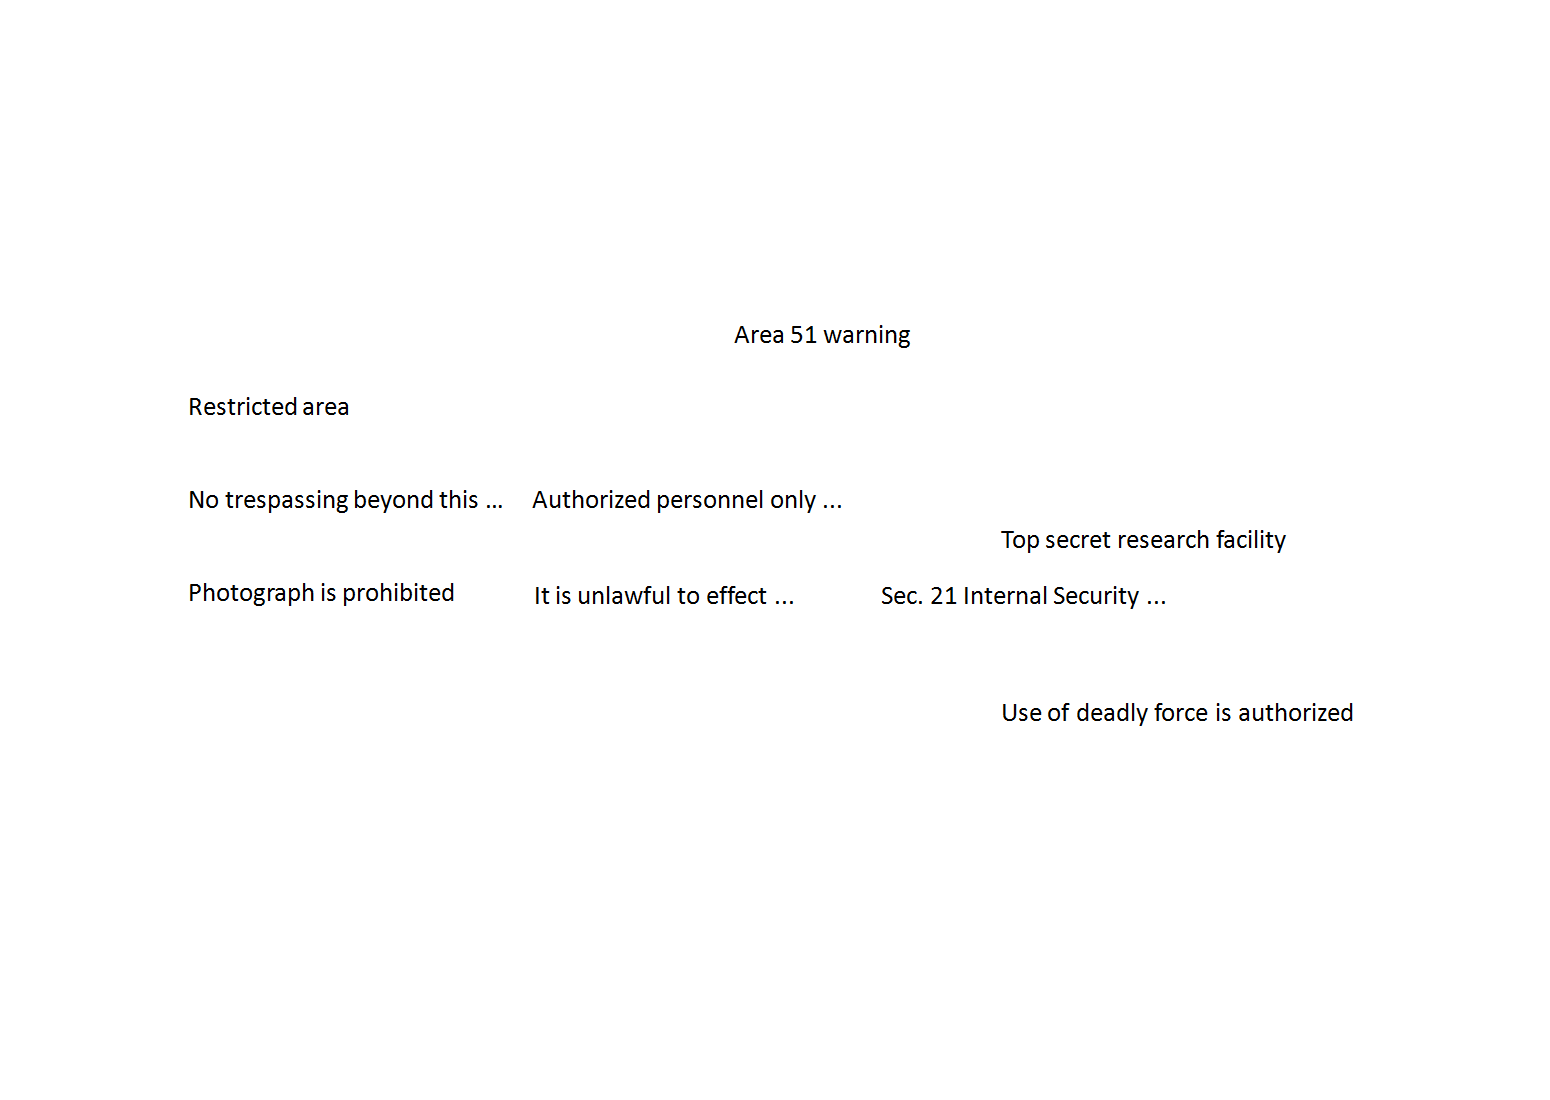 Area 51 warning
Restricted area
No trespassing beyond this ...
Authorized personnel only ...
Top secret research facility
Photograph is prohibited
It is unlawful to effect ...
Sec. 21 Internal Security ...
Use of deadly force is authorized